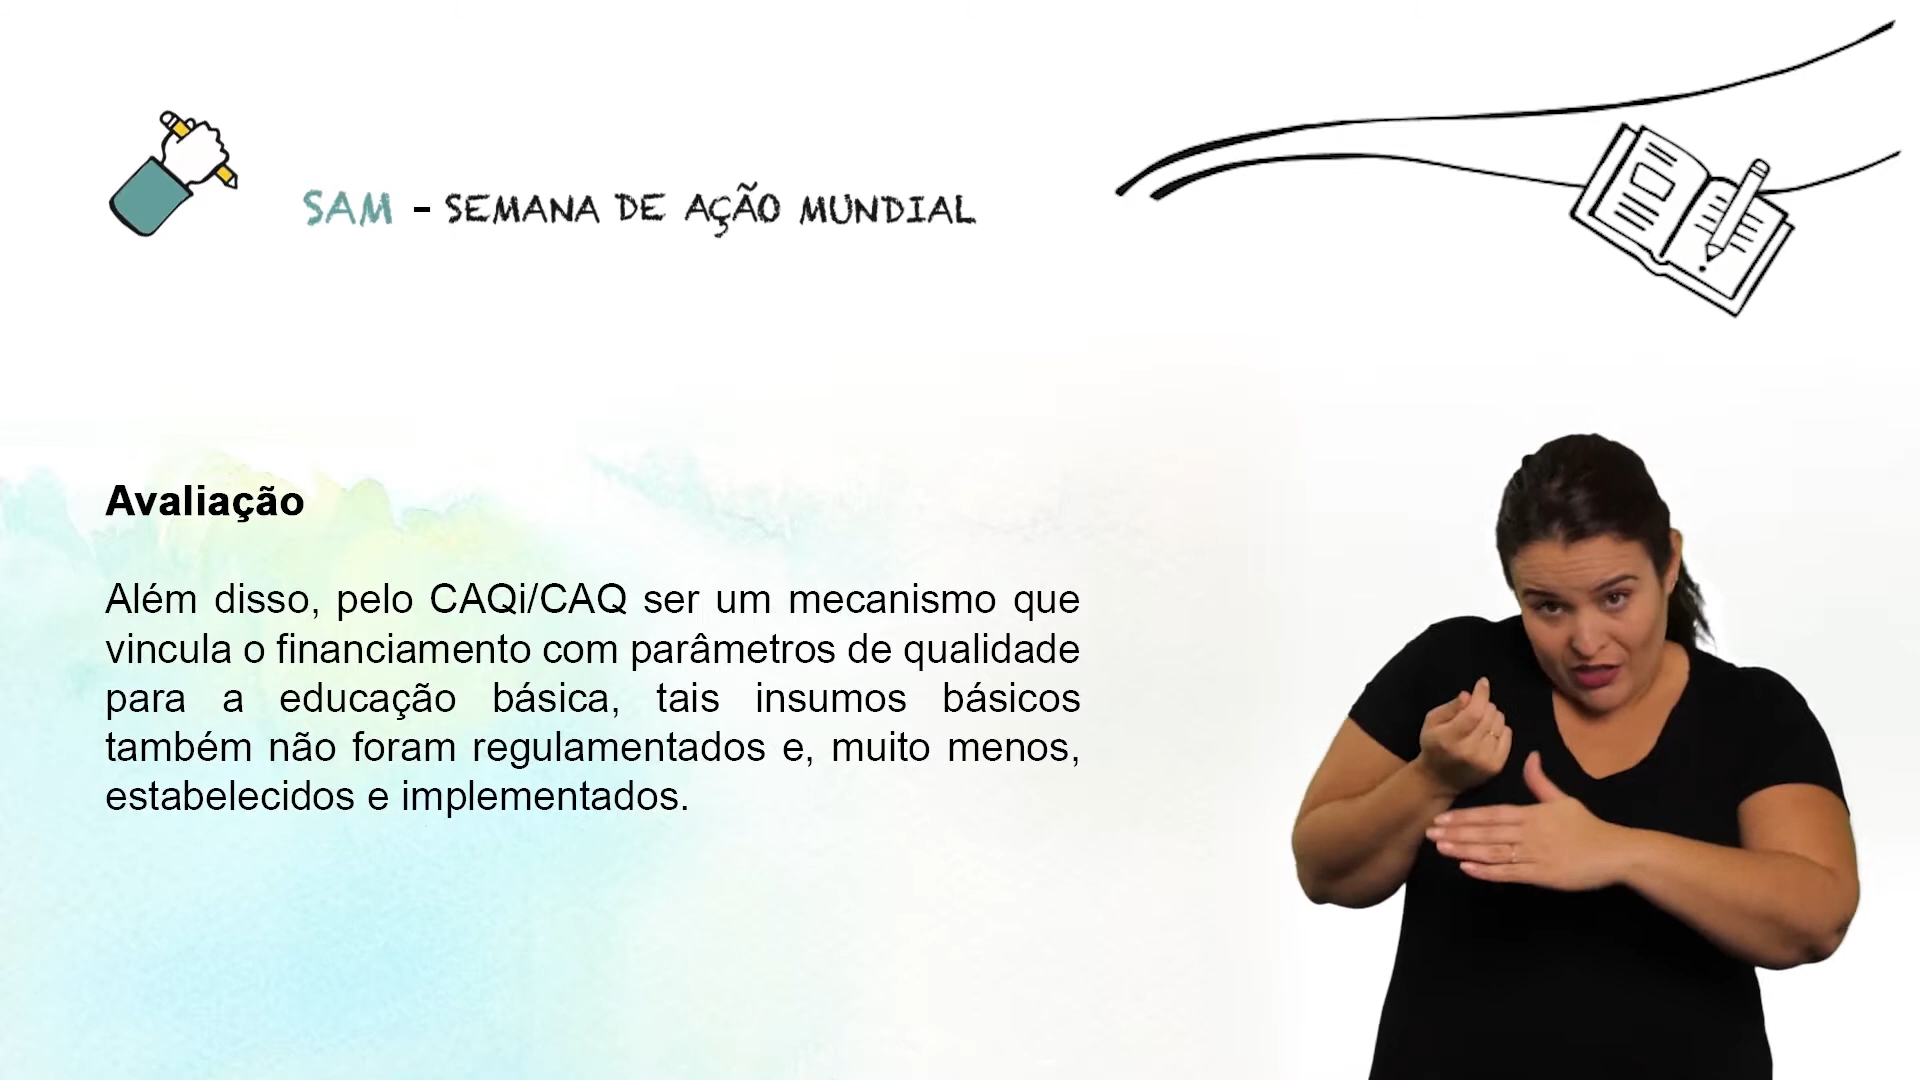 SAM – SEMANA DE AÇÃO MUNDIAL
Avaliação
Além disso, pelo CAQi/CAQ ser um mecanismo que
vincula o financiamento com parâmetros de qualidade
para a educação básica, tais insumos básicos
também não foram regulamentados e, muito menos,
estabelecidos e implementados.